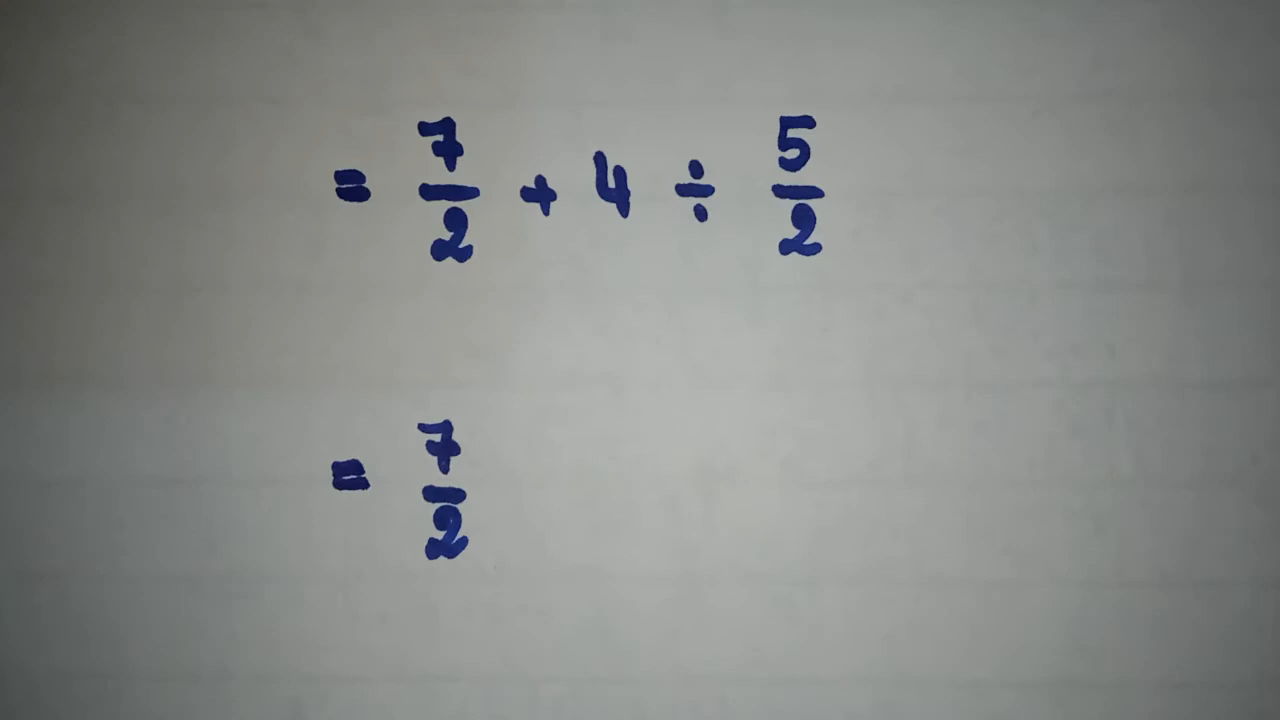 = 7/2 + 4 ÷ 5/2
= 7/2